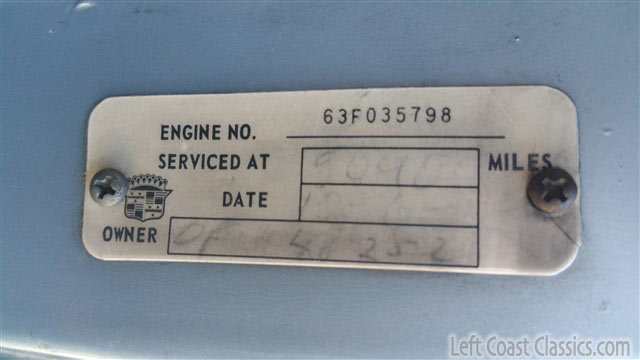 ENGINE NO. 63F035798
SERVICED AT MILES
DATE
OWNER
Left Coast Classics.com